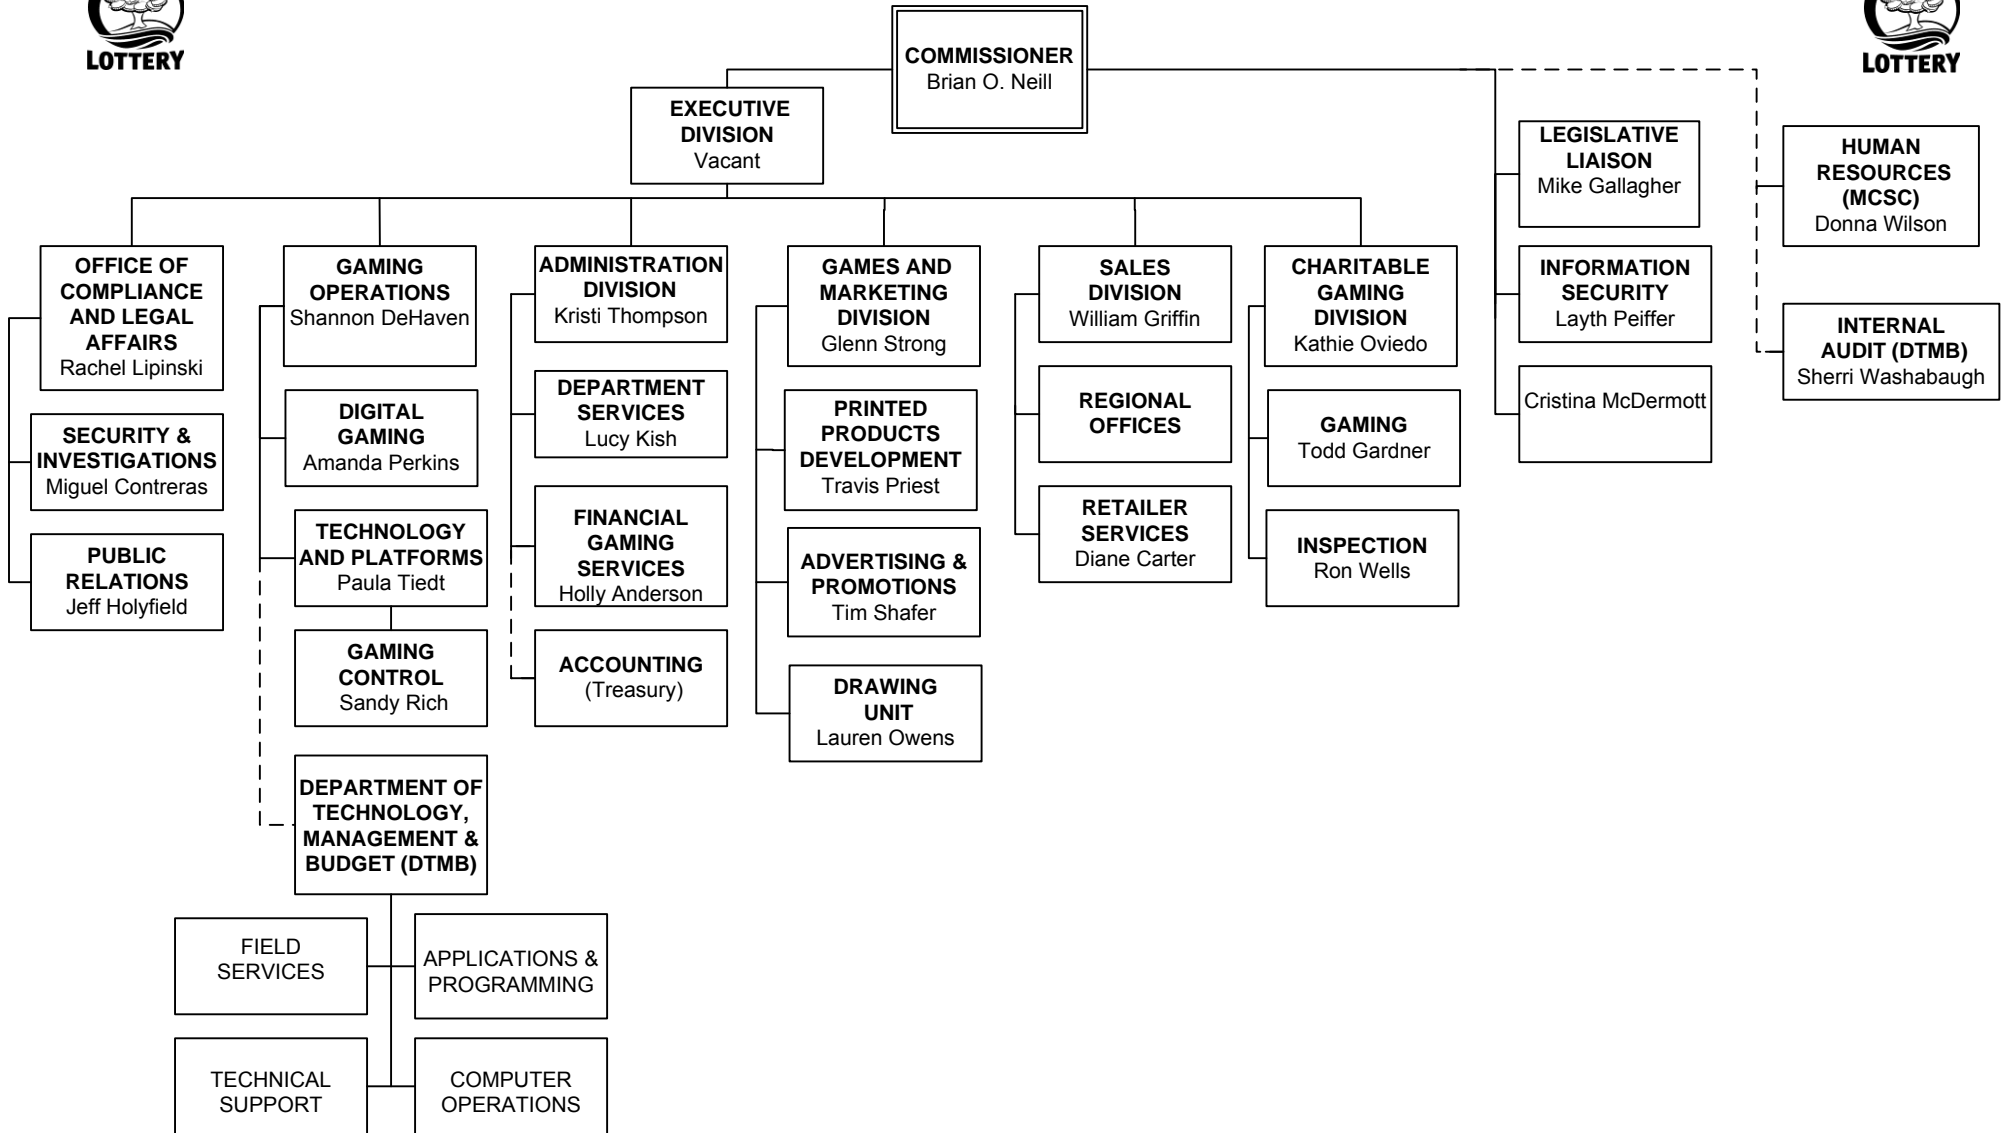 LOTTERY
LOTTERY
COMMISSIONER
Brian O. Neill
EXECUTIVE
DIVISION
Vacant
LEGISLATIVE
LIAISON
Mike Gallagher
HUMAN
RESOURCES
(MCSC)
Donna Wilson
INFORMATION
SECURITY
Layth Peiffer
INTERNAL
AUDIT (DTMB)
Sherri Washabaugh
Cristina McDermott
OFFICE OF
COMPLIANCE
AND LEGAL
AFFAIRS
Rachel Lipinski
SECURITY &
INVESTIGATIONS
Miguel Contreras
PUBLIC
RELATIONS
Jeff Holyfield
GAMING
OPERATIONS
Shannon DeHaven
DIGITAL
GAMING
Amanda Perkins
TECHNOLOGY
AND PLATFORMS
Paula Tiedt
GAMING
CONTROL
Sandy Rich
DEPARTMENT OF
TECHNOLOGY,
MANAGEMENT &
BUDGET (DTMB)
FIELD
SERVICES
APPLICATIONS &
PROGRAMMING
TECHNICAL
SUPPORT
COMPUTER
OPERATIONS
ADMINISTRATION
DIVISION
Kristi Thompson
DEPARTMENT
SERVICES
Lucy Kish
FINANCIAL
GAMING
SERVICES
Holly Anderson
ACCOUNTING
(Treasury)
GAMES AND
MARKETING
DIVISION
Glenn Strong
PRINTED
PRODUCTS
DEVELOPMENT
Travis Priest
ADVERTISING &
PROMOTIONS
Tim Shafer
DRAWING
UNIT
Lauren Owens
SALES
DIVISION
William Griffin
REGIONAL
OFFICES
RETAILER
SERVICES
Diane Carter
CHARITABLE
GAMING
DIVISION
Kathie Oviedo
GAMING
Todd Gardner
INSPECTION
Ron Wells